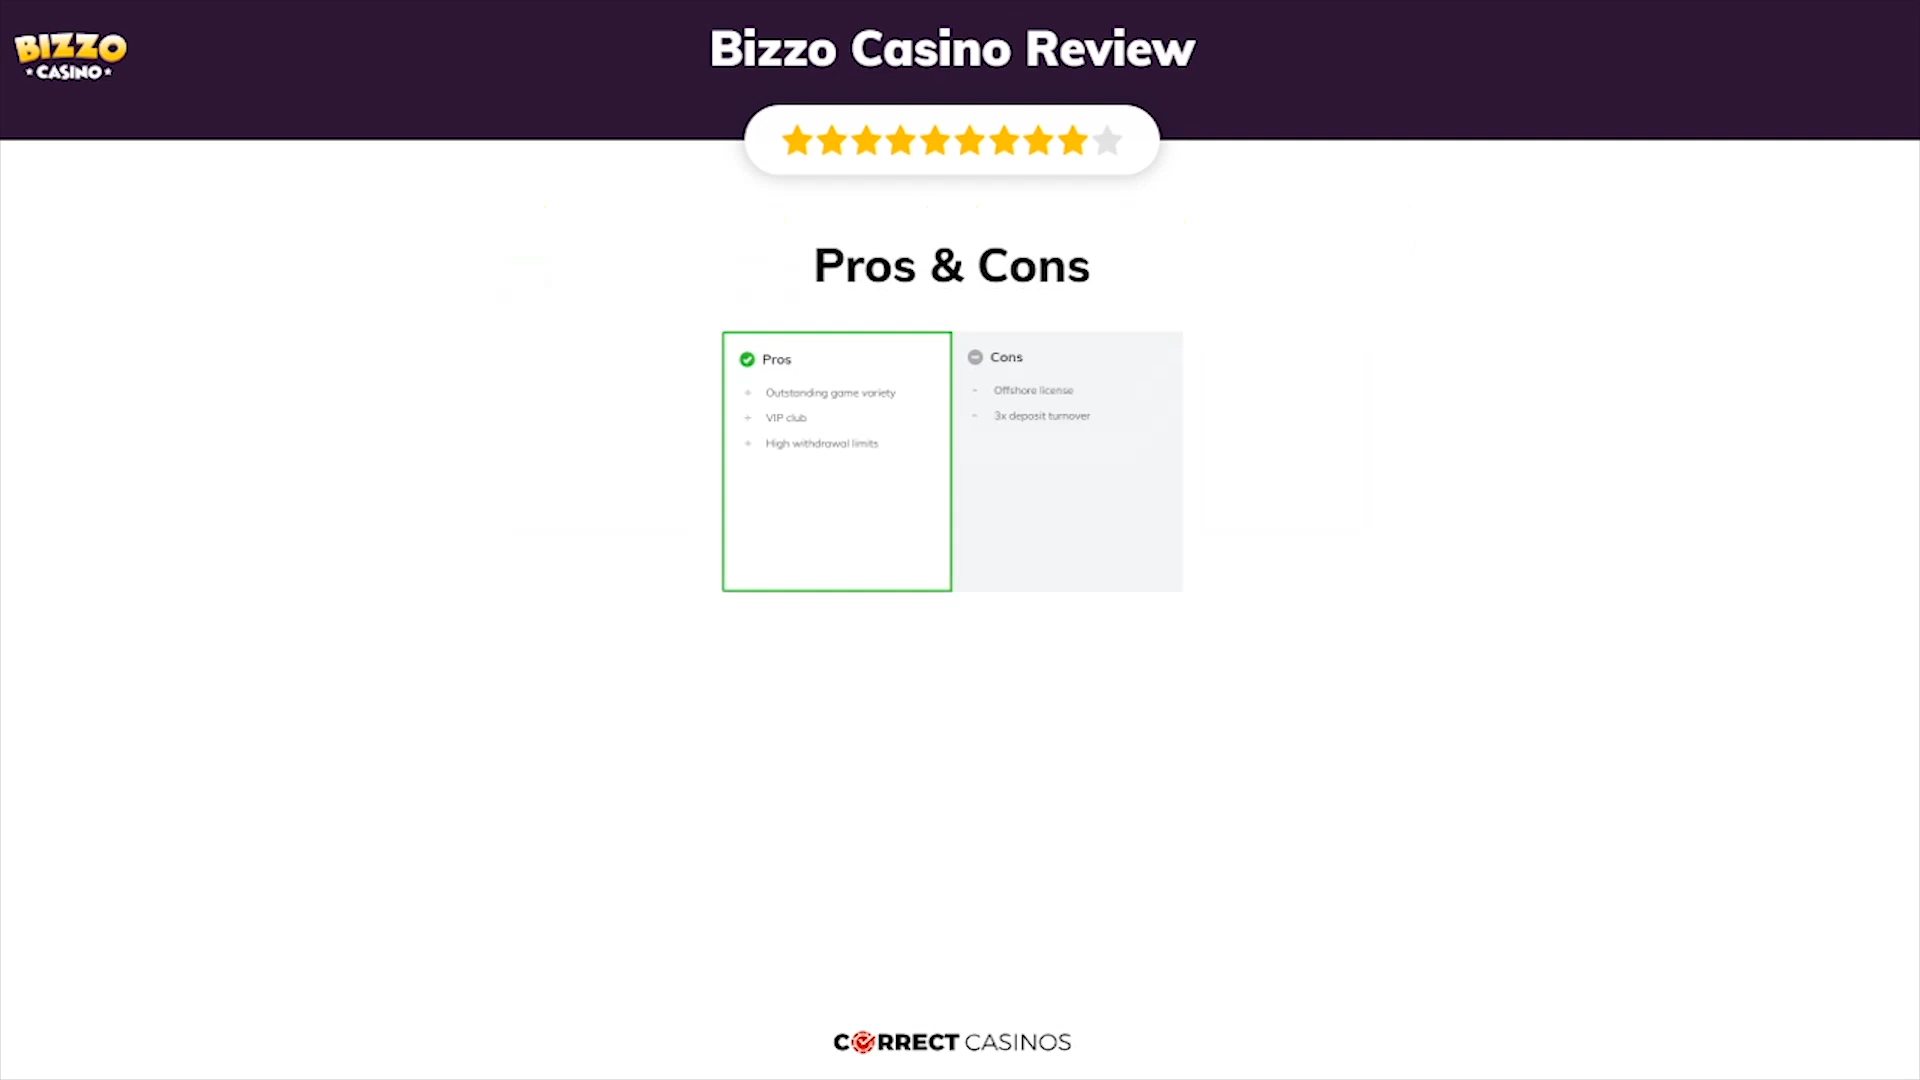 BIZZO
CASINO
Bizzo Casino Review
Pros & Cons
Pros
+ Outstanding game variety
+ VIP club
+ High withdrawal limits
Cons
- Offshore license
- 3x deposit turnover
CORRECT CASINOS